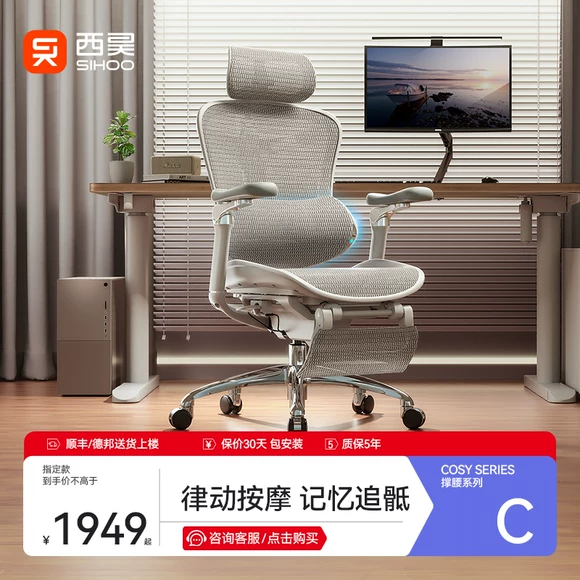 西昊
SIHOO
顺丰/德邦送货上楼
保价30天 包安装
质保5年
指定款
到手价不高于
¥1949起
律动按摩 记忆追骶
咨询客服/点击购买
COSY SERIES
撑腰系列
C